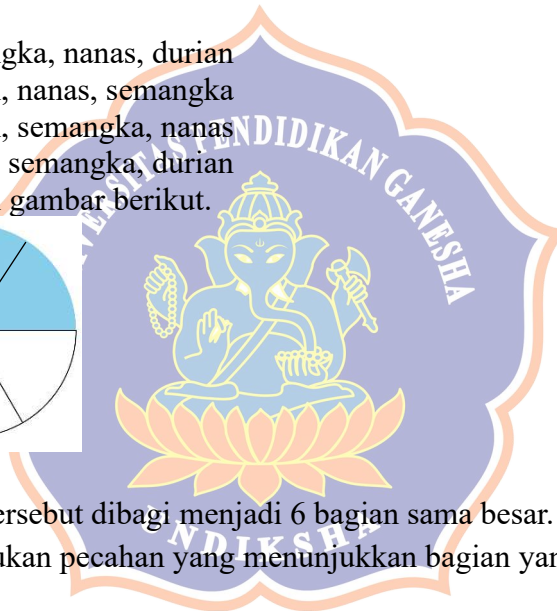 gka, nanas, durian
, nanas, semangka
, semangka, nanas
semangka, durian
gambar berikut.
UNIVERSITAS PENDIDIKAN GANESHA
ersebut dibagi menjadi 6 bagian sama besar.
ukan pecahan yang menunjukkan bagian yan
UNDIKSHA